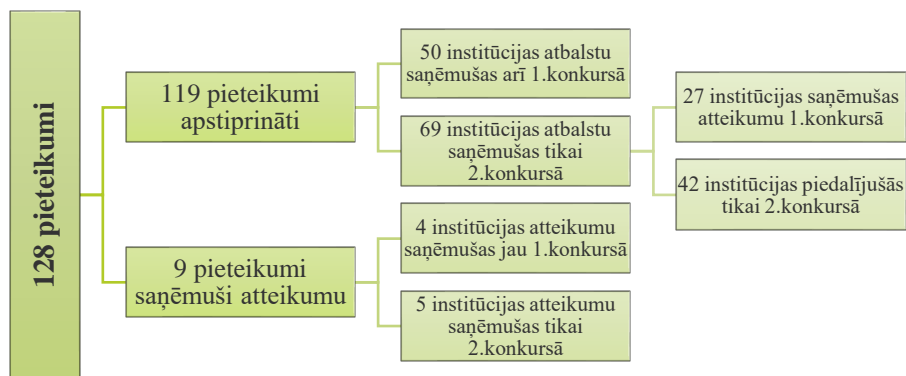 128 pieteikumi
119 pieteikumi
apstiprināti
50 institūcijas atbalstu
saņēmušas arī 1.konkursā
69 institūcijas atbalstu
saņēmušas tikai
2.konkursā
27 institūcijas saņēmušas
atteikumu 1.konkursā
42 institūcijas piedalījušās
tikai 2.konkursā
9 pieteikumi
saņēmuši atteikumu
4 institūcijas atteikumu
saņēmušas jau 1.konkursā
5 institūcijas atteikumu
saņēmušas tikai
2.konkursā